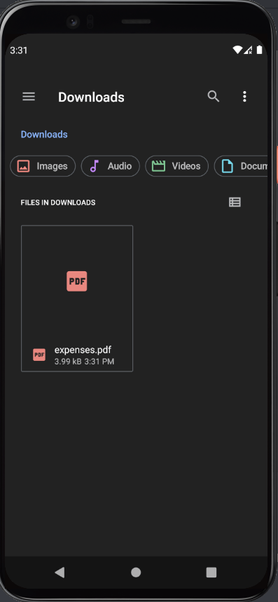 3:31
Downloads
Downloads
Images
Audio
Videos
Docum
FILES IN DOWNLOADS
PDF
PDF
expenses.pdf
3.99 kB 3:31 PM